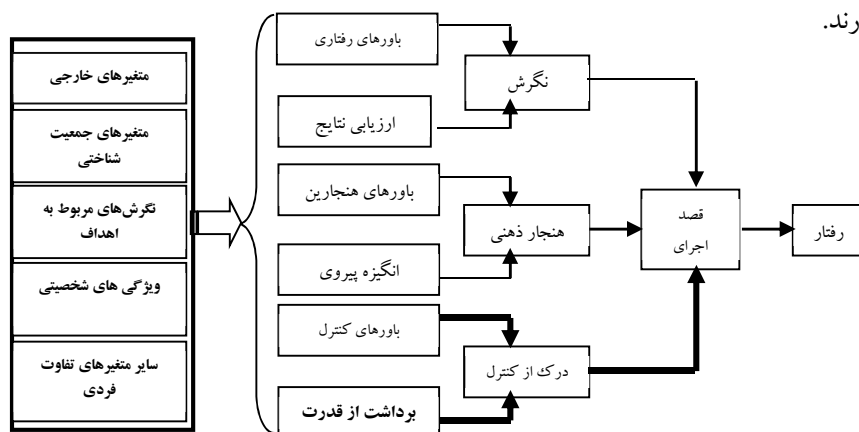 رند.
متغیرهای خارجی
متغیرهای جمعیت
شناختی
نگرش‌های مربوط به
اهداف
ویژگی های شخصیتی
سایر متغیرهای تفاوت
فردی
باورهای رفتاری
ارزیابی نتایج
باورهای هنجارین
انگیزه پیروی
باورهای کنترل
برداشت از قدرت
نگرش
هنجار ذهنی
درک از کنترل
قصد
اجرای
رفتار